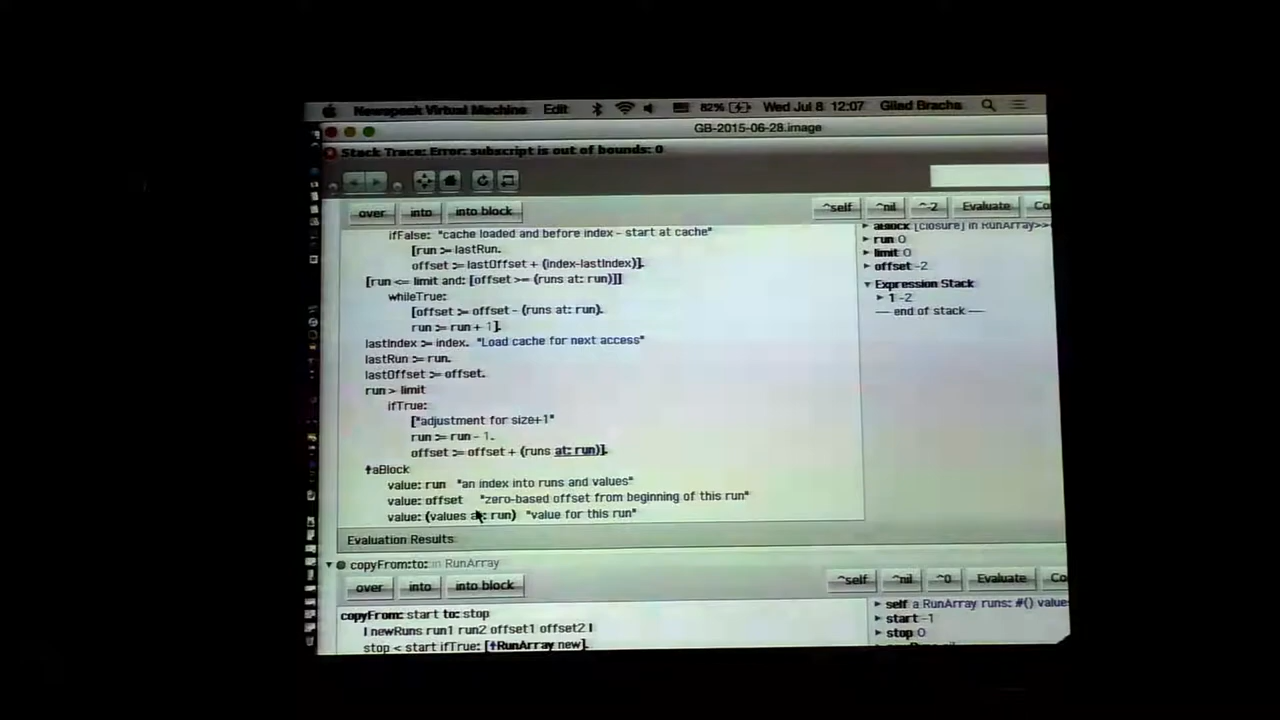 Newspeak Virtual Machine Edit 82% Wed Jul 8 12:07 Gilad Bracha
GB-2015-06-28.image
Stack Trace: Error: subscript is out of bounds: 0
over into into block ^self ^nil ^-2 Evaluate Co
ifFalse: "cache loaded and before index - start at cache"
[run := lastRun.
offset := lastOffset + (index-lastIndex)].
[run <= limit and: [offset >= (runs at: run)]]
whileTrue:
[offset := offset - (runs at: run).
run := run + 1].
lastIndex := index. "Load cache for next access"
lastRun := run.
lastOffset := offset.
run > limit
ifTrue:
["adjustment for size+1"
run := run - 1.
offset := offset + (runs at: run)].
↑aBlock
value: run "an index into runs and values"
value: offset "zero-based offset from beginning of this run"
value: (values at: run) "value for this run"
aBlock [closure] in RunArray>>
run 0
limit 0
offset -2
Expression Stack
1 -2
— end of stack —
Evaluation Results
copyFrom:to: in RunArray
over into into block ^self ^nil ^0 Evaluate Co
copyFrom: start to: stop
| newRuns run1 run2 offset1 offset2 |
stop < start ifTrue: [↑RunArray new].
self a RunArray runs: #() value
start -1
stop 0